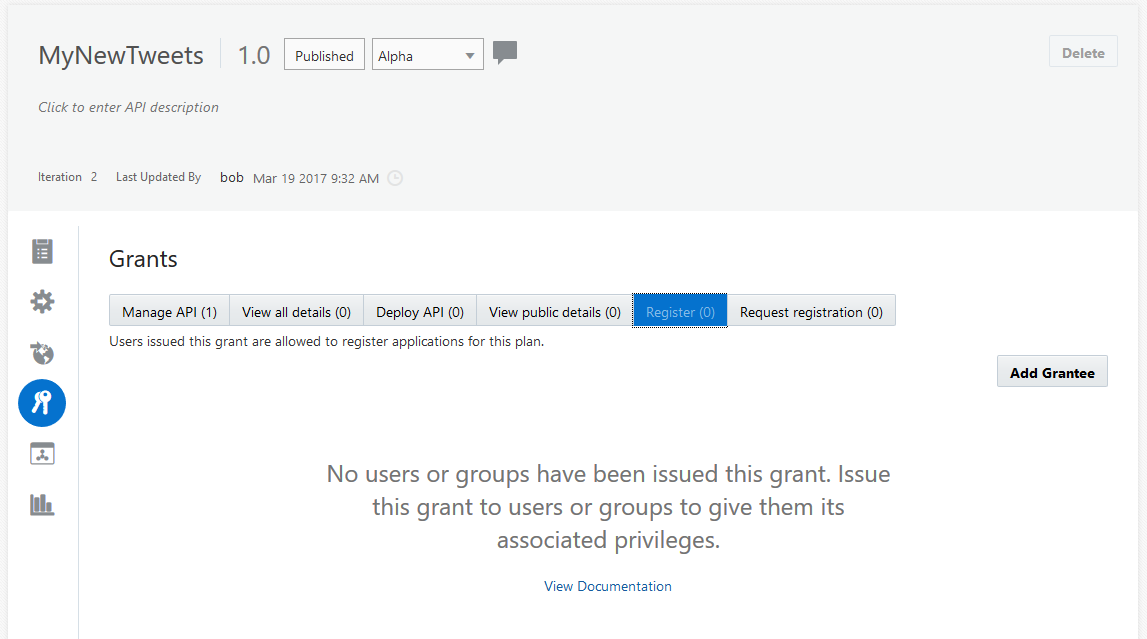 MyNewTweets 1.0 Published Alpha Delete
Click to enter API description
Iteration 2 Last Updated By bob Mar 19 2017 9:32 AM
Grants
Manage API (1) View all details (0) Deploy API (0) View public details (0) Register (0) Request registration (0)
Users issued this grant are allowed to register applications for this plan.
Add Grantee
No users or groups have been issued this grant. Issue
this grant to users or groups to give them its
associated privileges.
View Documentation